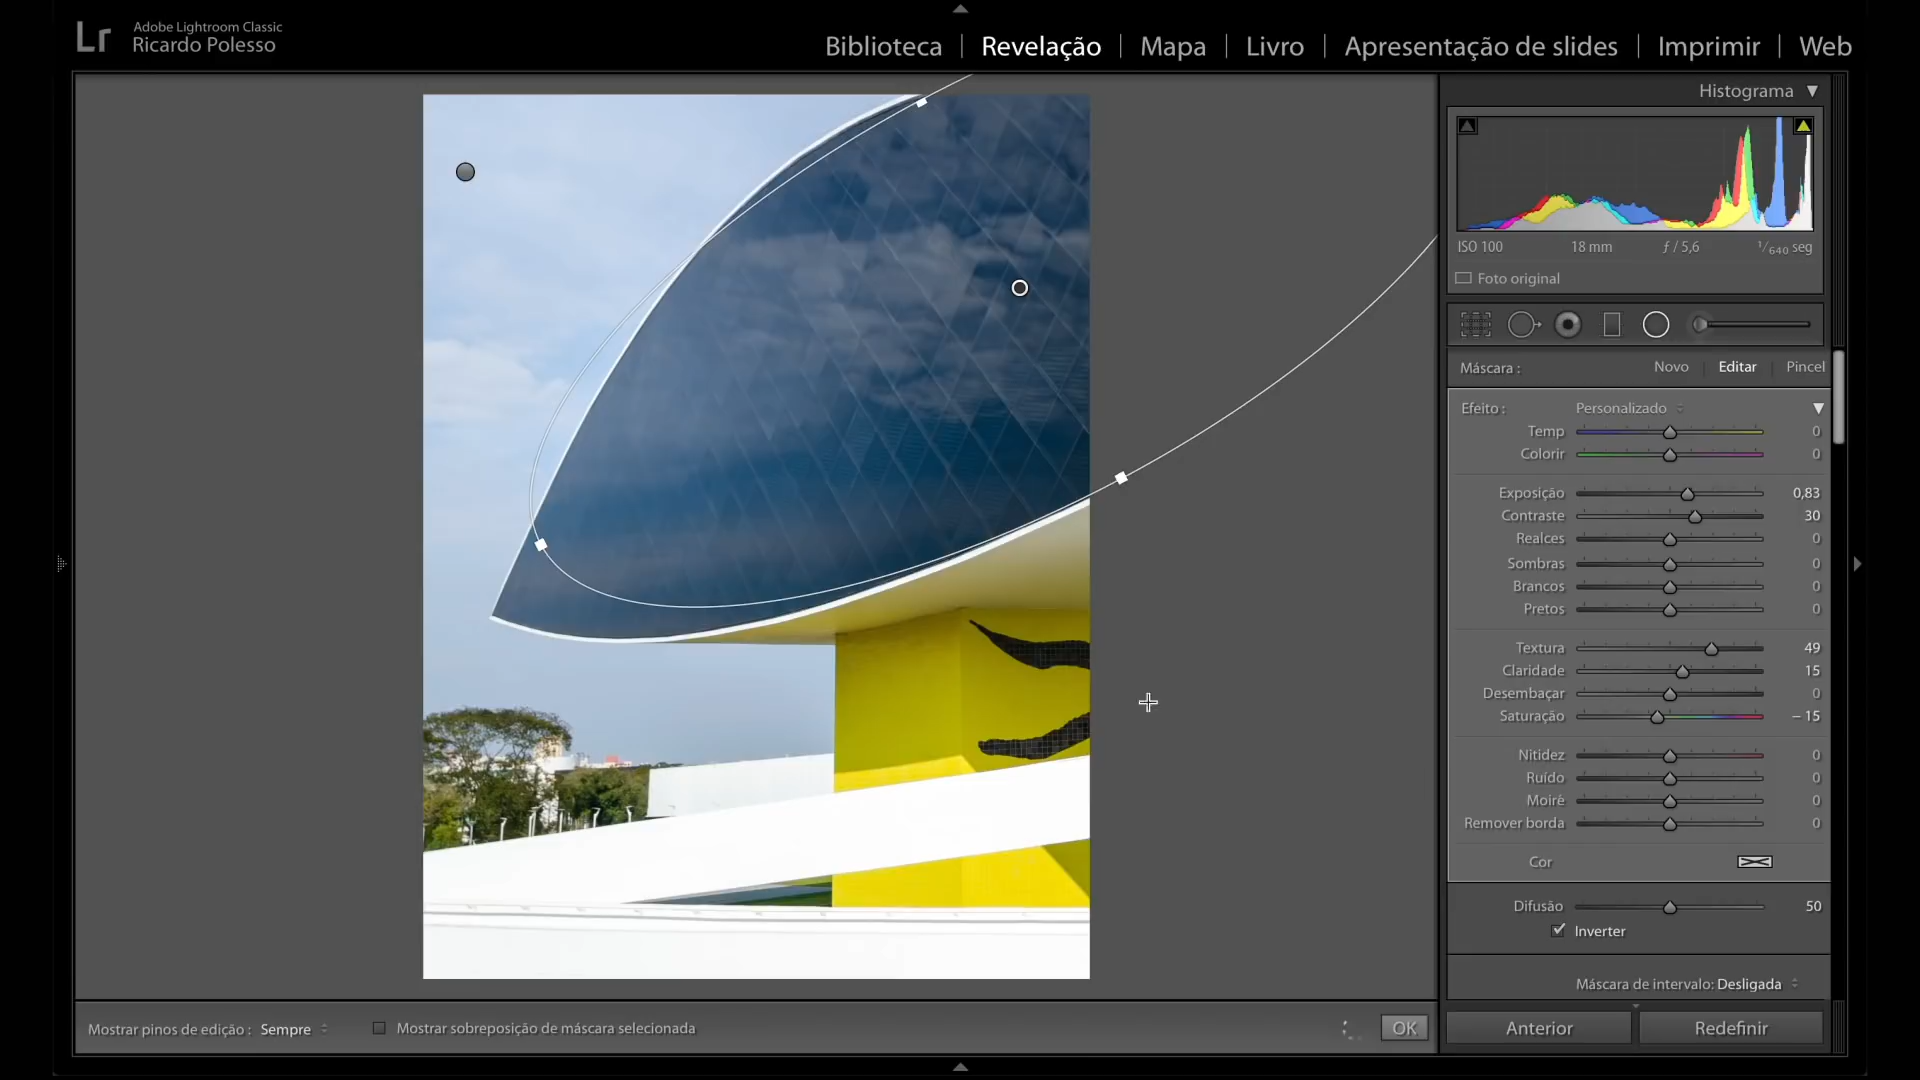 Lr
Adobe Lightroom Classic
Ricardo Polesso
Biblioteca | Revelação | Mapa | Livro | Apresentação de slides | Imprimir | Web
Histograma
ISO 100 18 mm ƒ / 5,6 1/640 seg
Foto original
Máscara : Novo Editar Pincel
Efeito : Personalizado
Temp 0
Colorir 0
Exposição 0,83
Contraste 30
Realces 0
Sombras 0
Brancos 0
Pretos 0
Textura 49
Claridade 15
Desembaçar 0
Saturação – 15
Nitidez 0
Ruído 0
Moiré 0
Remover borda 0
Cor
Difusão 50
Inverter
Máscara de intervalo: Desligada
Mostrar pinos de edição : Sempre Mostrar sobreposição de máscara selecionada OK
Anterior Redefinir